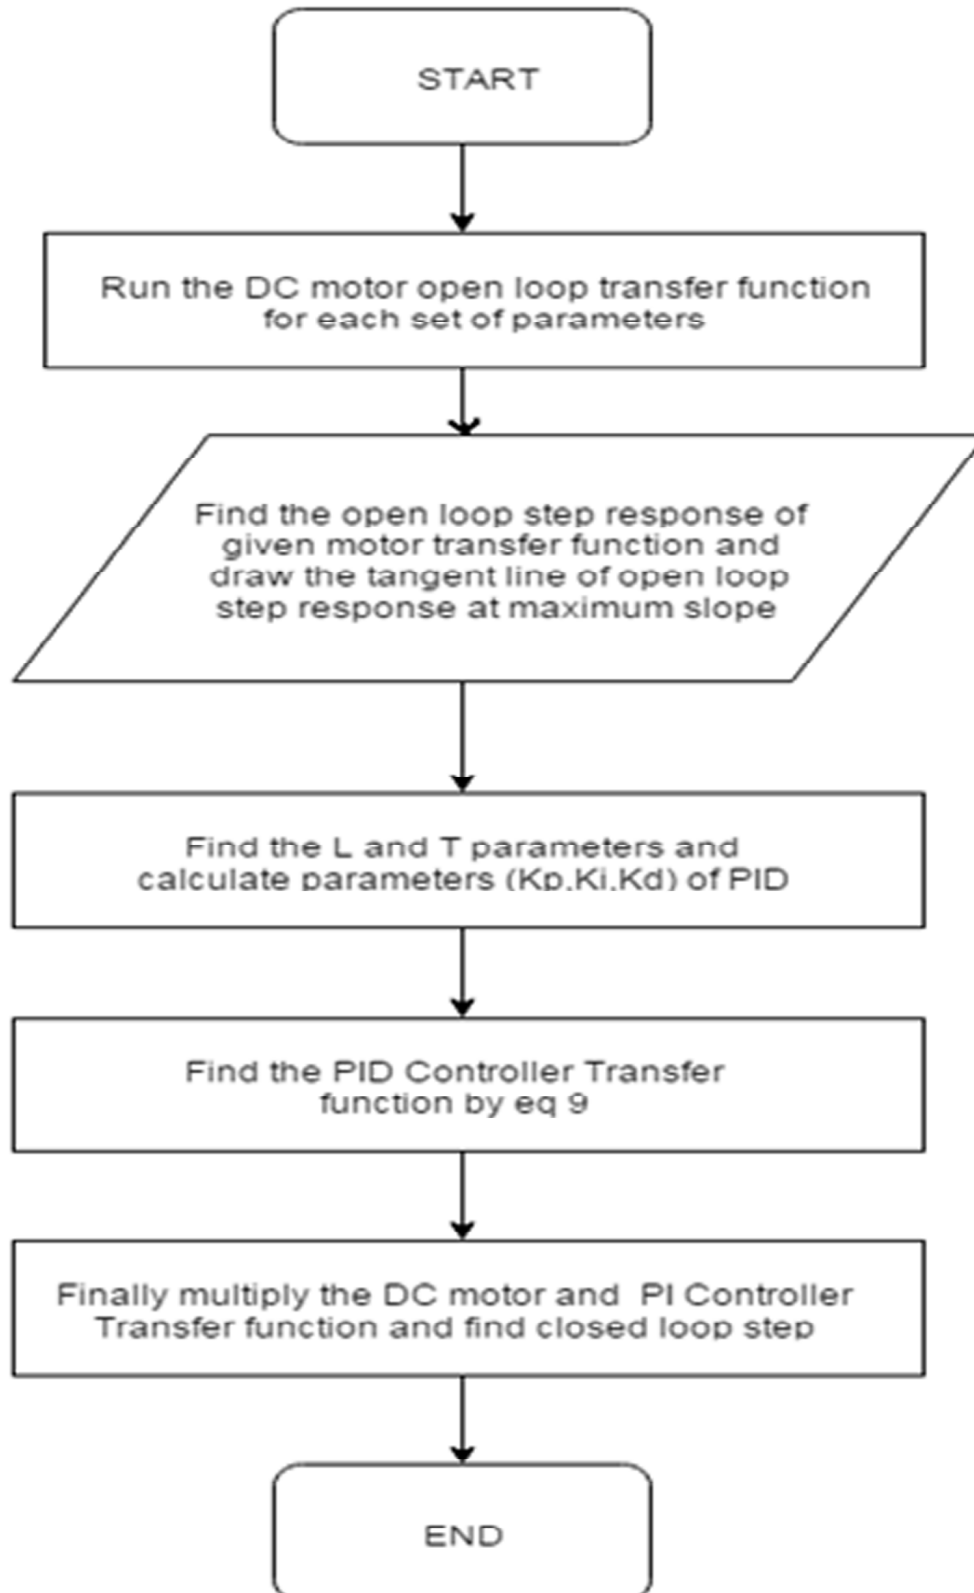 START
Run the DC motor open loop transfer function
for each set of parameters
Find the open loop step response of
given motor transfer function and
draw the tangent line of open loop
step response at maximum slope
Find the L and T parameters and
calculate parameters (Kp,Ki,Kd) of PID
Find the PID Controller Transfer
function by eq 9
Finally multiply the DC motor and PI Controller
Transfer function and find closed loop step
END